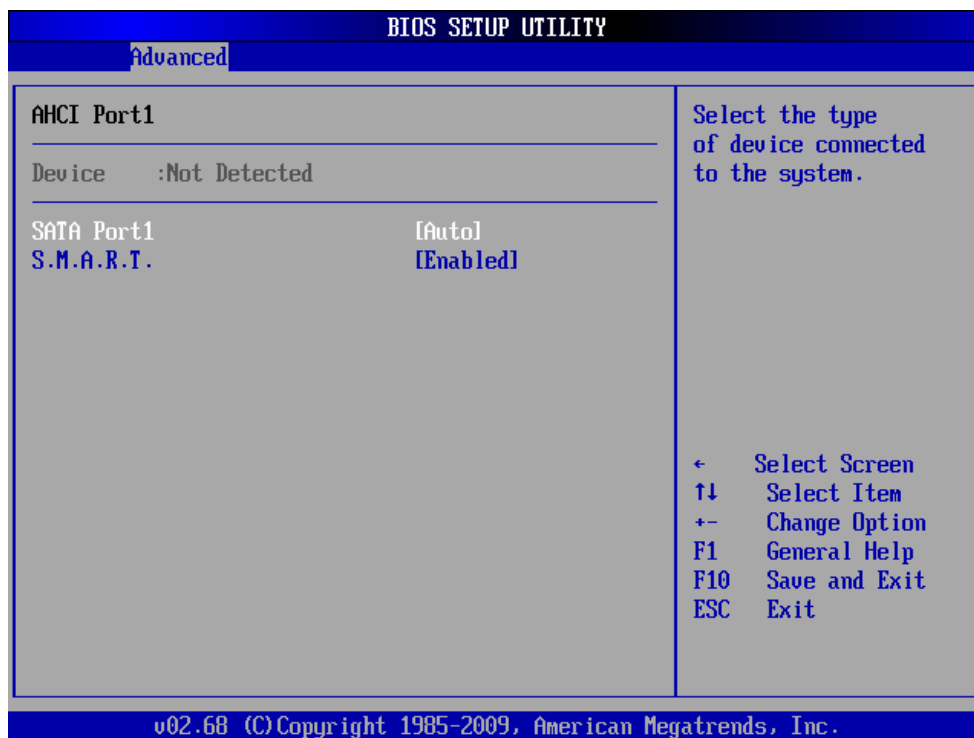 BIOS SETUP UTILITY
Advanced
AHCI Port1
Device :Not Detected
SATA Port1 [Auto]
S.M.A.R.T. [Enabled]
Select the type
of device connected
to the system.
← Select Screen
↑↓ Select Item
+- Change Option
F1 General Help
F10 Save and Exit
ESC Exit
v02.68 (C)Copyright 1985-2009, American Megatrends, Inc.